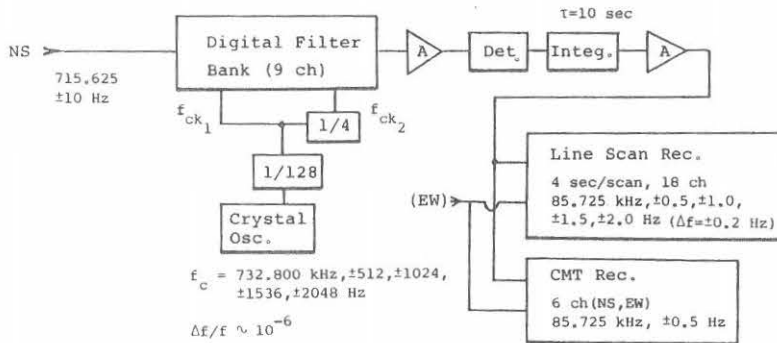 τ=10 sec
NS
Digital Filter
Bank (9 ch)
A
Det.
Integ.
A
715.625
±10 Hz
f_ck1
1/4
f_ck2
1/128
Crystal
Osc.
f_c = 732.800 kHz,±512,±1024,
±1536,±2048 Hz
Δf/f ~ 10^-6
(EW)
Line Scan Rec.
4 sec/scan, 18 ch
85.725 kHz,±0.5,±1.0,
±1.5,±2.0 Hz (Δf=±0.2 Hz)
CMT Rec.
6 ch(NS,EW)
85.725 kHz, ±0.5 Hz